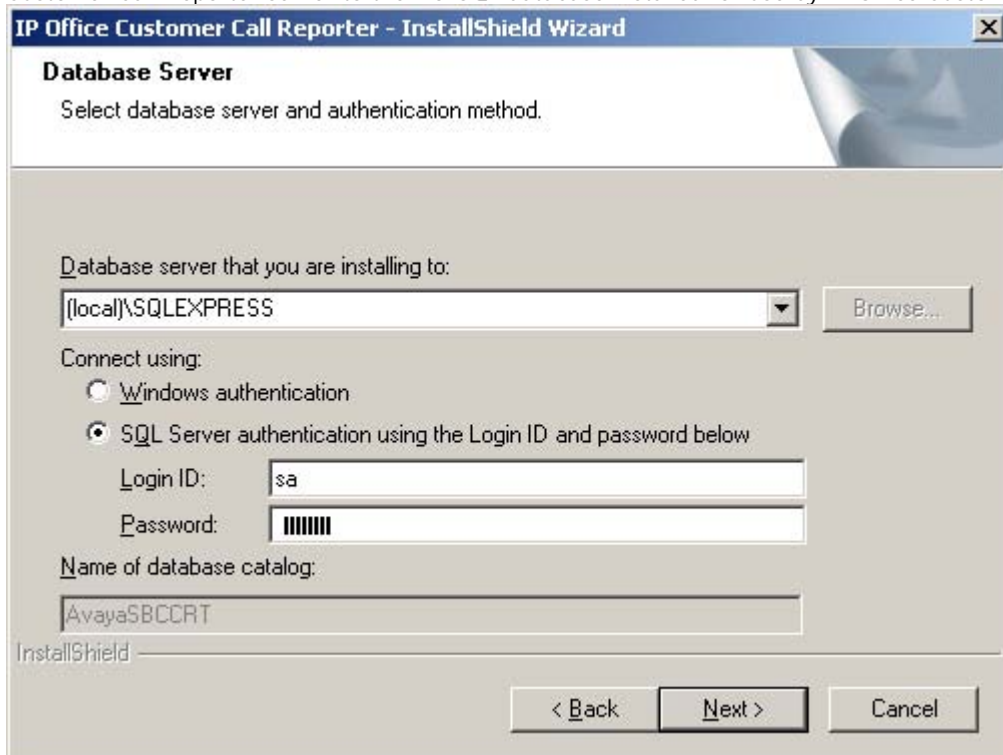 IP Office Customer Call Reporter - InstallShield Wizard
Database Server
Select database server and authentication method.
Database server that you are installing to:
(local)\SQLEXPRESS
Browse...
Connect using:
Windows authentication
SQL Server authentication using the Login ID and password below
Login ID:
sa
Password:
Name of database catalog:
AvayaSBCCRT
InstallShield
< Back
Next >
Cancel